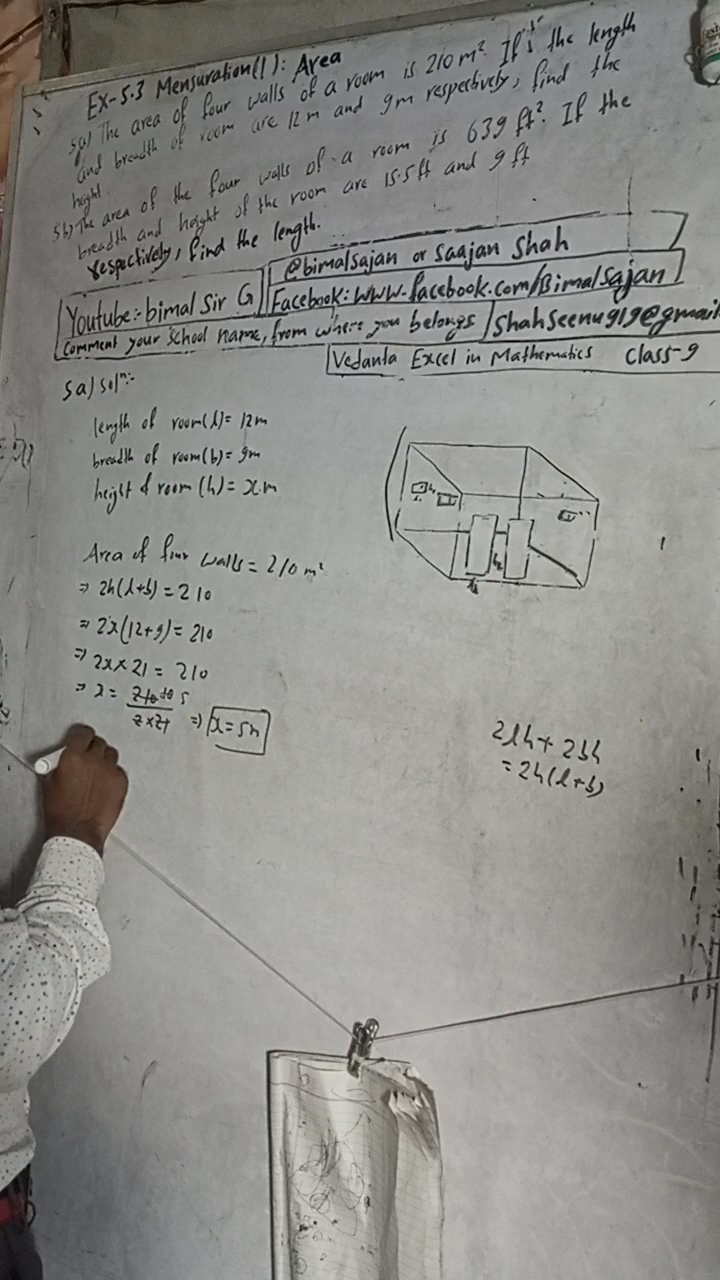 Ex-5.3 Mensuration(I): Area
5a) The area of four walls of a room is 210 m². If the length
and breadth of room are 12 m and 9m respectively, find the
height.
5b) The area of the four walls of a room is 639 ft². If the
breadth and height of the room are 15.5ft and 9 ft
respectively, find the length.
@bimalsajan or Saajan Shah
Youtube:- bimal Sir G
Facebook: www.facebook.com/BimalSajan
Comment your school name, from where you belongs
Shahseenu919@gmail
Vedanta Excel in Mathematics Class-9
5a) solⁿ:-
length of room(l)= 12m
breadth of room(b)= 9m
height of room (h)= x m
Area of four walls = 210 m²
⇒ 2h(l+b) = 210
⇒ 2x(12+9)= 210
⇒ 2x × 21 = 210
⇒ x = 210 10 5
2×21 ⇒ x=5m
2lh + 2bh
= 2h(l+b)